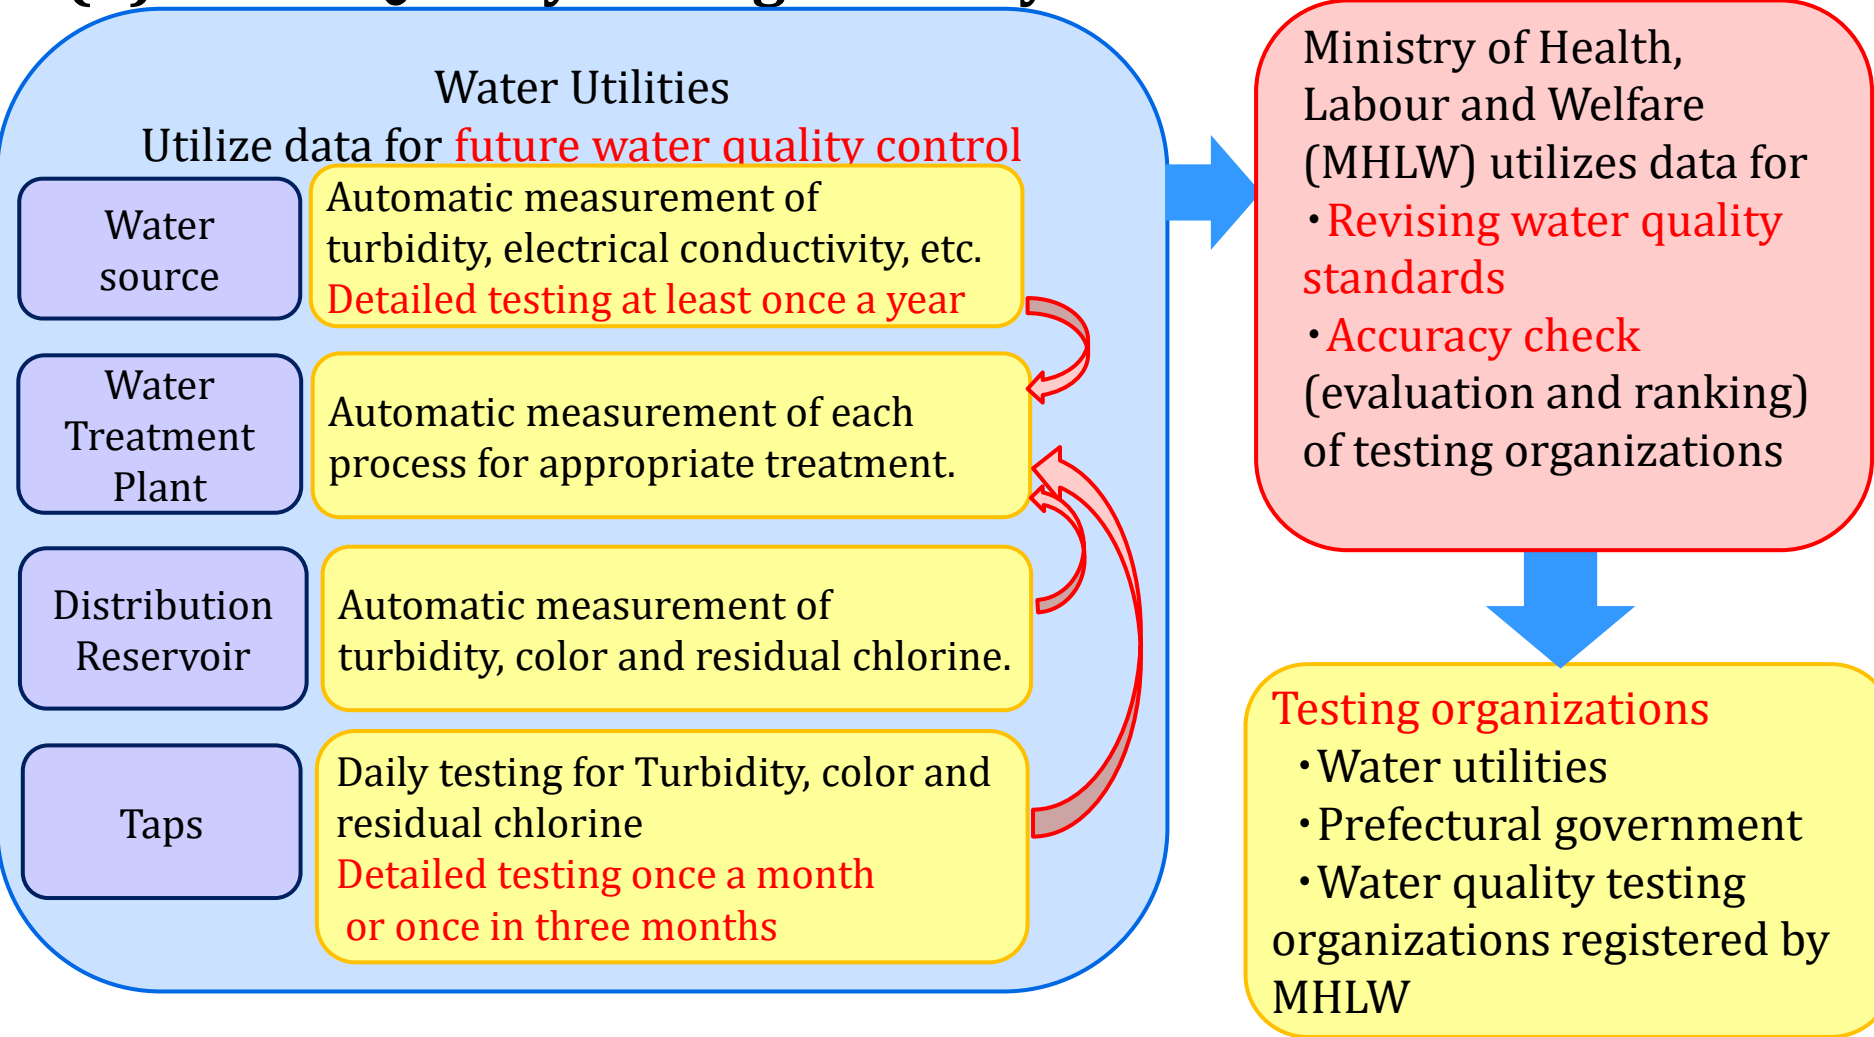 Water Utilities
Utilize data for future water quality control
Water
source
Automatic measurement of
turbidity, electrical conductivity, etc.
Detailed testing at least once a year
Water
Treatment
Plant
Automatic measurement of each
process for appropriate treatment.
Distribution
Reservoir
Automatic measurement of
turbidity, color and residual chlorine.
Taps
Daily testing for Turbidity, color and
residual chlorine
Detailed testing once a month
or once in three months
Ministry of Health,
Labour and Welfare
(MHLW) utilizes data for
・Revising water quality
standards
・Accuracy check
(evaluation and ranking)
of testing organizations
Testing organizations
・Water utilities
・Prefectural government
・Water quality testing
organizations registered by
MHLW